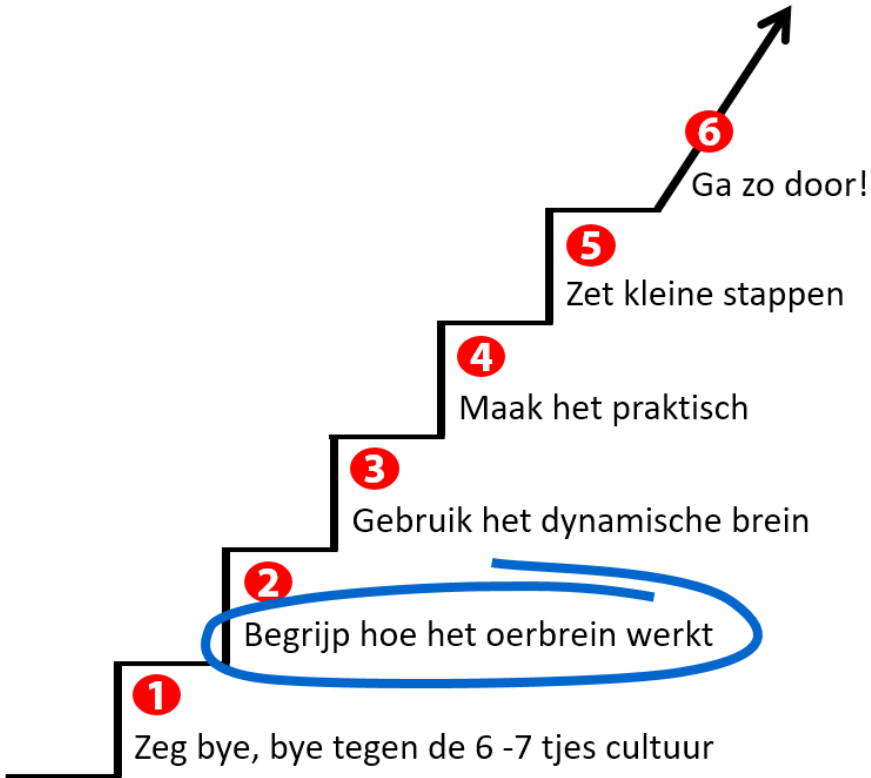 6
Ga zo door!
5
Zet kleine stappen
4
Maak het praktisch
3
Gebruik het dynamische brein
2
Begrijp hoe het oerbrein werkt
1
Zeg bye, bye tegen de 6 -7 tjes cultuur